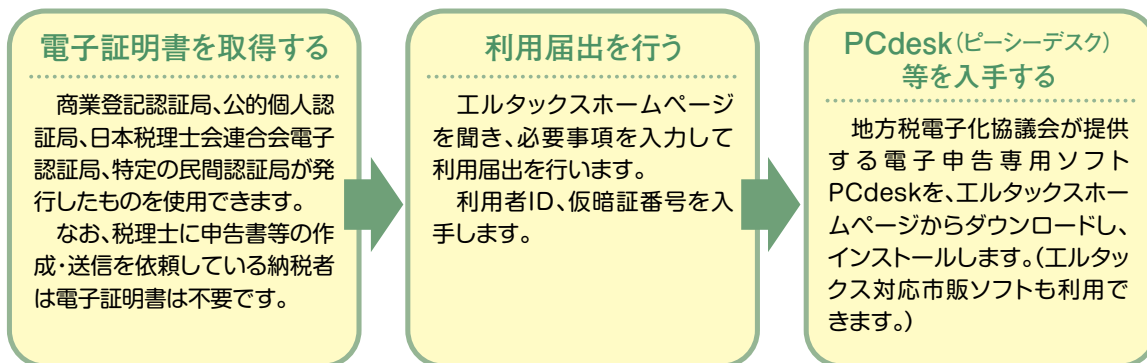 電子証明書を取得する
商業登記認証局、公的個人認
証局、日本税理士会連合会電子
認証局、特定の民間認証局が発
行したものを使用できます。
なお、税理士に申告書等の作
成・送信を依頼している納税者
は電子証明書は不要です。
利用届出を行う
エルタックスホームページ
を聞き、必要事項を入力して
利用届出を行います。
利用者ID、仮暗証番号を入
手します。
PCdesk(ピーシーデスク)
等を入手する
地方税電子化協議会が提供
する電子申告専用ソフト
PCdeskを、エルタックスホー
ムページからダウンロードし、
インストールします。(エルタッ
クス対応市販ソフトも利用で
きます。)